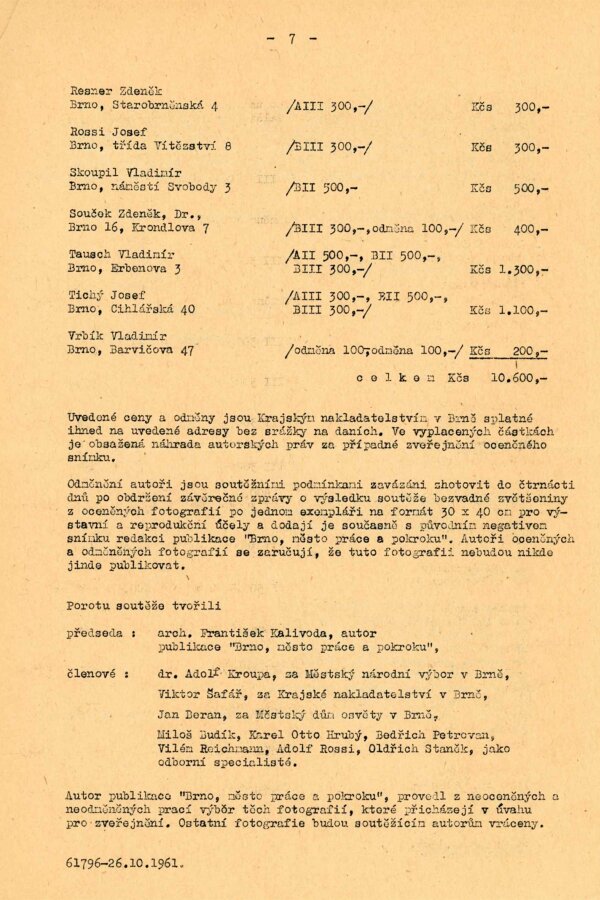 - 7 -
Resner Zdeněk
Brno, Starobrněnská 4 /AIII 300,-/ Kčs 300,-
Rossi Josef
Brno, třída Vítězství 8 /BIII 300,-/ Kčs 300,-
Skoupil Vladimír
Brno, náměstí Svobody 3 /BII 500,- Kčs 500,-
Souček Zdeněk, Dr.,
Brno 16, Krondlova 7 /BIII 300,-,odměna 100,-/ Kčs 400,-
Tausch Vladimír /AII 500,-, BII 500,-,
Brno, Erbenova 3 BIII 300,-/ Kčs 1.300,-
Tichý Josef /AIII 300,-, BII 500,-,
Brno, Cihlářská 40 BIII 300,-/ Kčs 1.100,-
Vrbík Vladimír
Brno, Barvičova 47 /odměna 100,-,odměna 100,-/ Kčs 200,-
c e l k e m Kčs 10.600,-
Uvedené ceny a odměny jsou Krajským nakladatelstvím v Brně splatné
ihned na uvedené adresy bez srážky na daních. Ve vyplacených částkách
je obsažená náhrada autorských práv za případné zveřejnění oceněného
snímku.
Odměnění autoři jsou soutěžními podmínkami zavázáni zhotovit do čtrnácti
dnů po obdržení závěrečné zprávy o výsledku soutěže bezvadné zvětšeniny
z oceněných fotografií po jednom exempláři na formát 30 x 40 cm pro vý-
stavní a reprodukční účely a dodají je současně s původním negativem
snímku redakci publikace "Brno, město práce a pokroku". Autoři oceněných
a odměněných fotografií se zaručují, že tuto fotografii nebudou nikde
jinde publikovat.
Porotu soutěže tvořili
předseda : arch. František Kalivoda, autor
publikace "Brno, město práce a pokroku",
členové : dr. Adolf Kroupa, za Městský národní výbor v Brně,
Viktor Šafář, za Krajské nakladatelství v Brně,
Jan Beran, za Městský dům osvěty v Brně,
Miloš Budík, Karel Otto Hrubý, Bedřich Petrovan,
Vilém Reichmann, Adolf Rossi, Oldřich Staněk, jako
odborní specialisté.
Autor publikace "Brno, město práce a pokroku", provedl z neoceněných a
neodměněných prací výběr těch fotografií, které přicházejí v úvahu
pro zveřejnění. Ostatní fotografie budou soutěžícím autorům vráceny.
61796-26.10.1961.